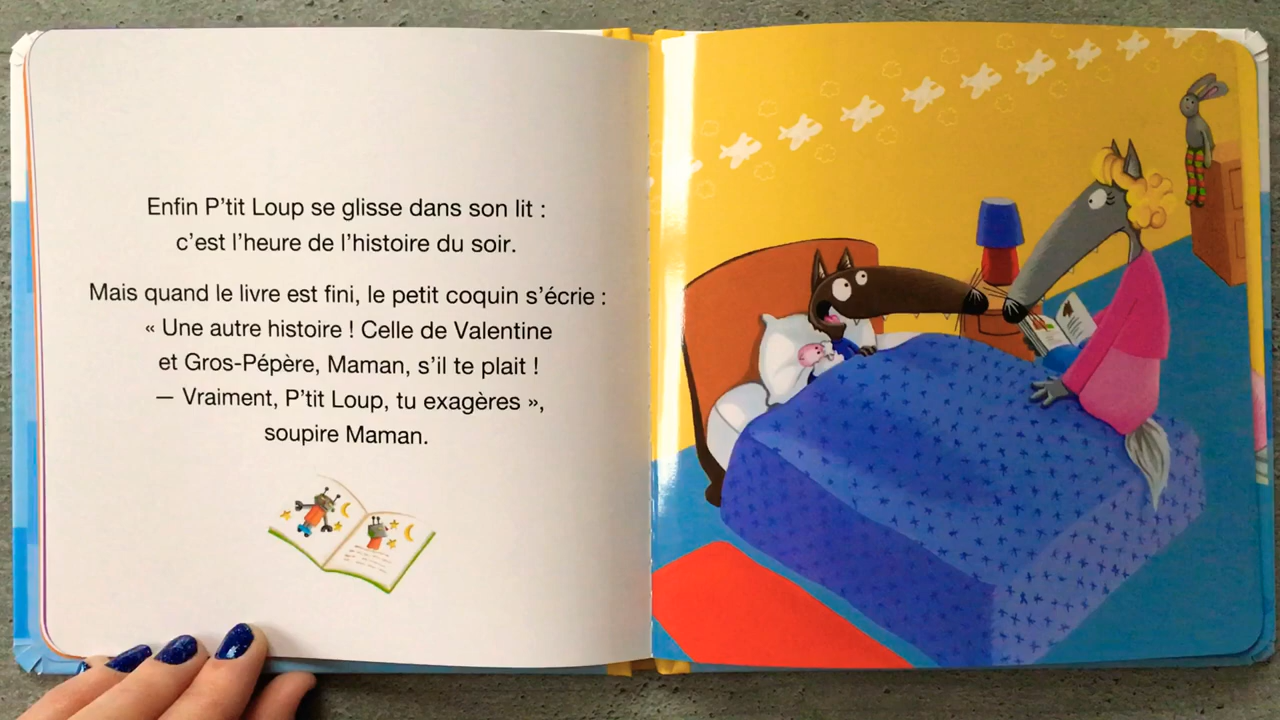 Enfin P'tit Loup se glisse dans son lit :
c'est l'heure de l'histoire du soir.
Mais quand le livre est fini, le petit coquin s'écrie :
« Une autre histoire ! Celle de Valentine
et Gros-Pépère, Maman, s'il te plait !
— Vraiment, P'tit Loup, tu exagères »,
soupire Maman.